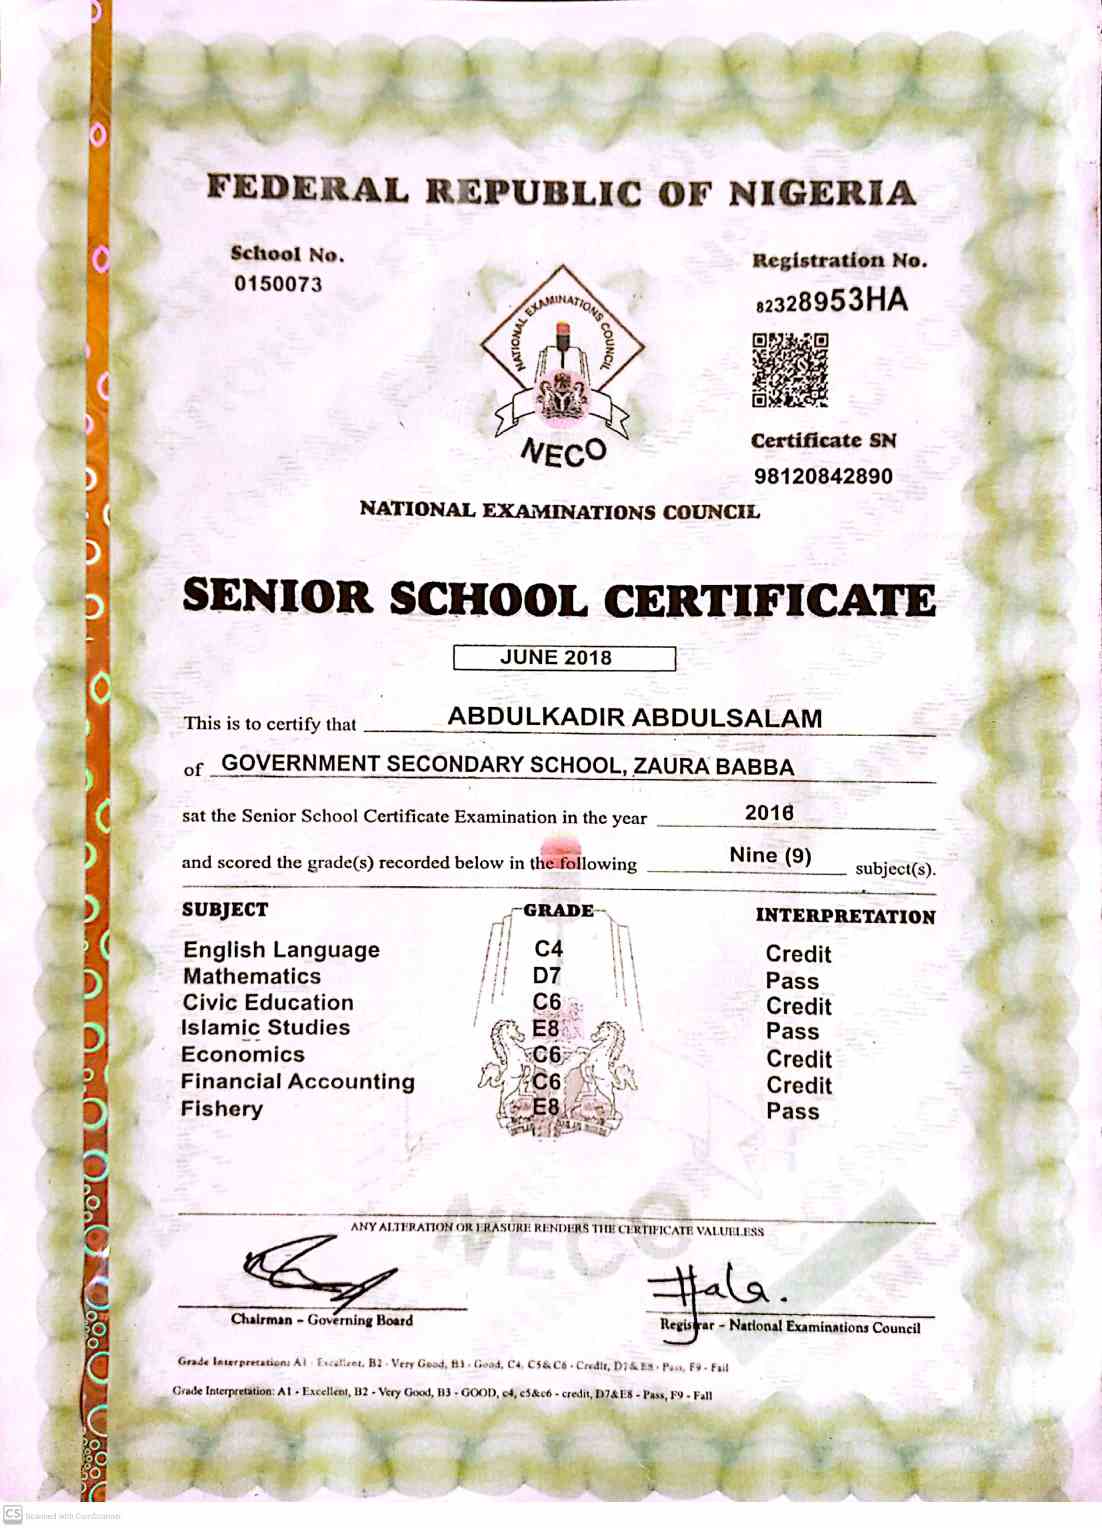 FEDERAL REPUBLIC OF NIGERIA
School No.
0150073
Registration No.
82328953HA
NATIONAL EXAMINATIONS COUNCIL
NECO
Certificate SN
98120842890
NATIONAL EXAMINATIONS COUNCIL
SENIOR SCHOOL CERTIFICATE
JUNE 2018
This is to certify that ABDULKADIR ABDULSALAM
of GOVERNMENT SECONDARY SCHOOL, ZAURA BABBA
sat the Senior School Certificate Examination in the year 2016
and scored the grade(s) recorded below in the following Nine (9) subject(s).
SUBJECT GRADE INTERPRETATION
English Language C4 Credit
Mathematics D7 Pass
Civic Education C6 Credit
Islamic Studies E8 Pass
Economics C6 Credit
Financial Accounting C6 Credit
Fishery E8 Pass
NECO
ANY ALTERATION OR ERASURE RENDERS THE CERTIFICATE VALUELESS
Chairman – Governing Board
Registrar – National Examinations Council
Grade Interpretation: A1 - Excellent, B2 - Very Good, B3 - Good, C4, C5&C6 - Credit, D7&E8 - Pass, F9 - Fail
Grade Interpretation: A1 - Excellent, B2 - Very Good, B3 - GOOD, c4, c5&c6 - credit, D7&E8 - Pass, F9 - Fall
CS Scanned with CamScanner